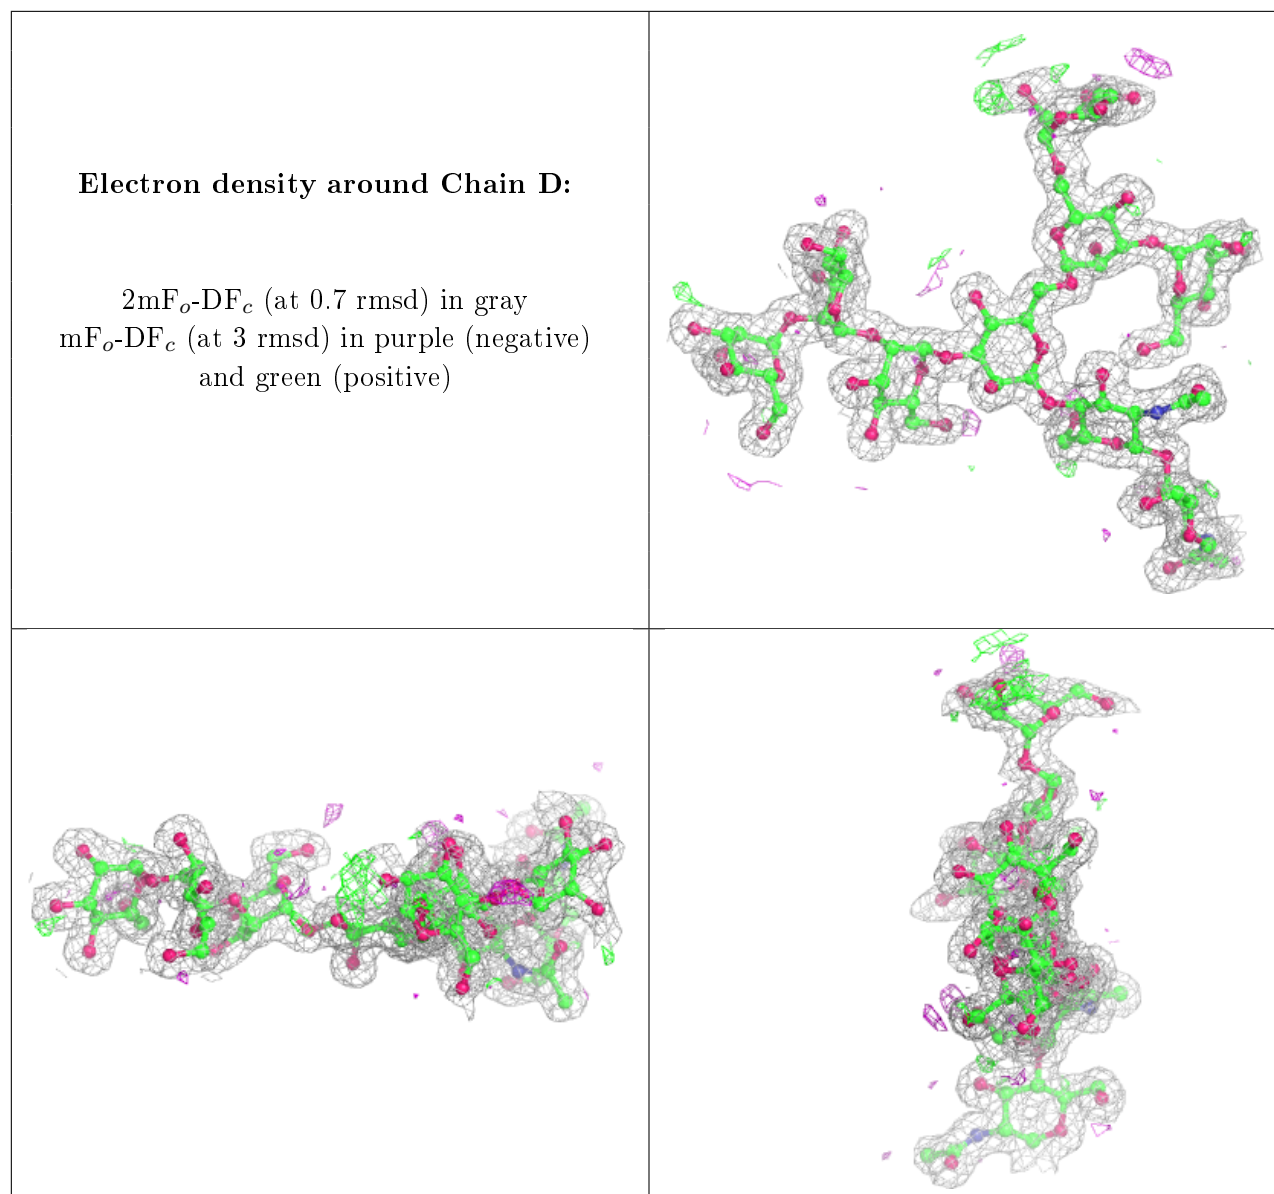 Electron density around Chain D:
2mFo-DFc (at 0.7 rmsd) in gray
mFo-DFc (at 3 rmsd) in purple (negative)
and green (positive)